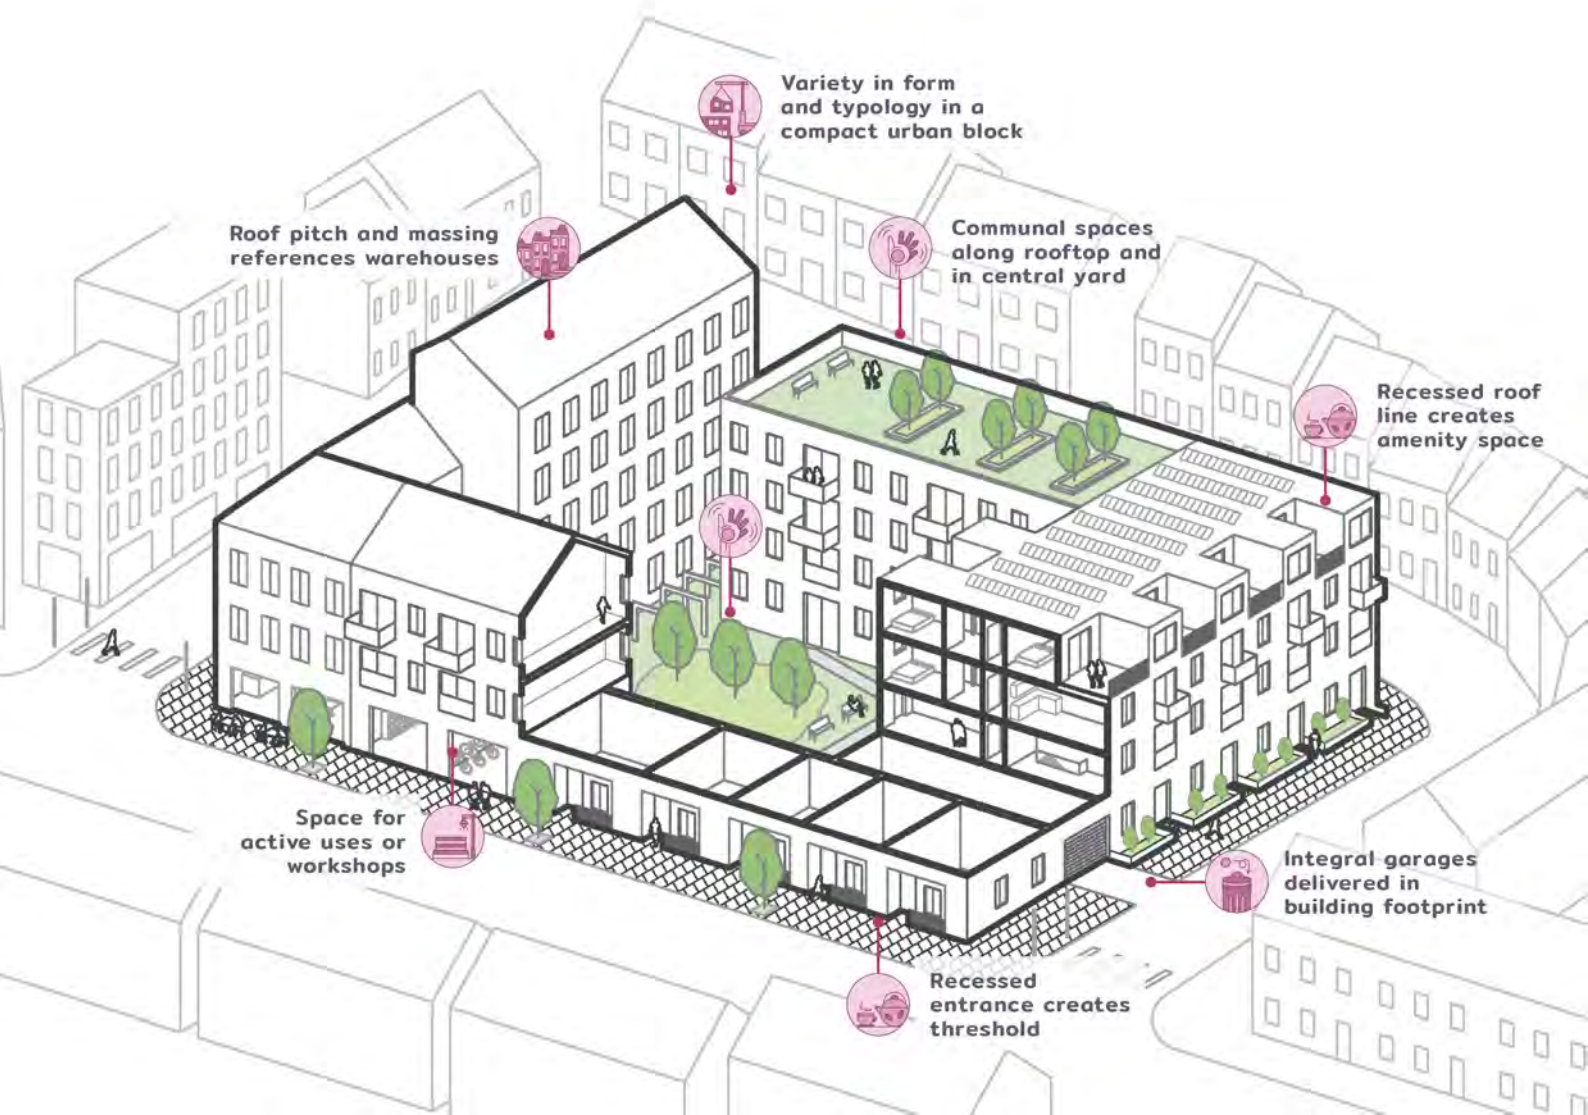 Variety in form
and typology in a
compact urban block
Roof pitch and massing
references warehouses
Communal spaces
along rooftop and
in central yard
Recessed roof
line creates
amenity space
Space for
active uses or
workshops
Integral garages
delivered in
building footprint
Recessed
entrance creates
threshold